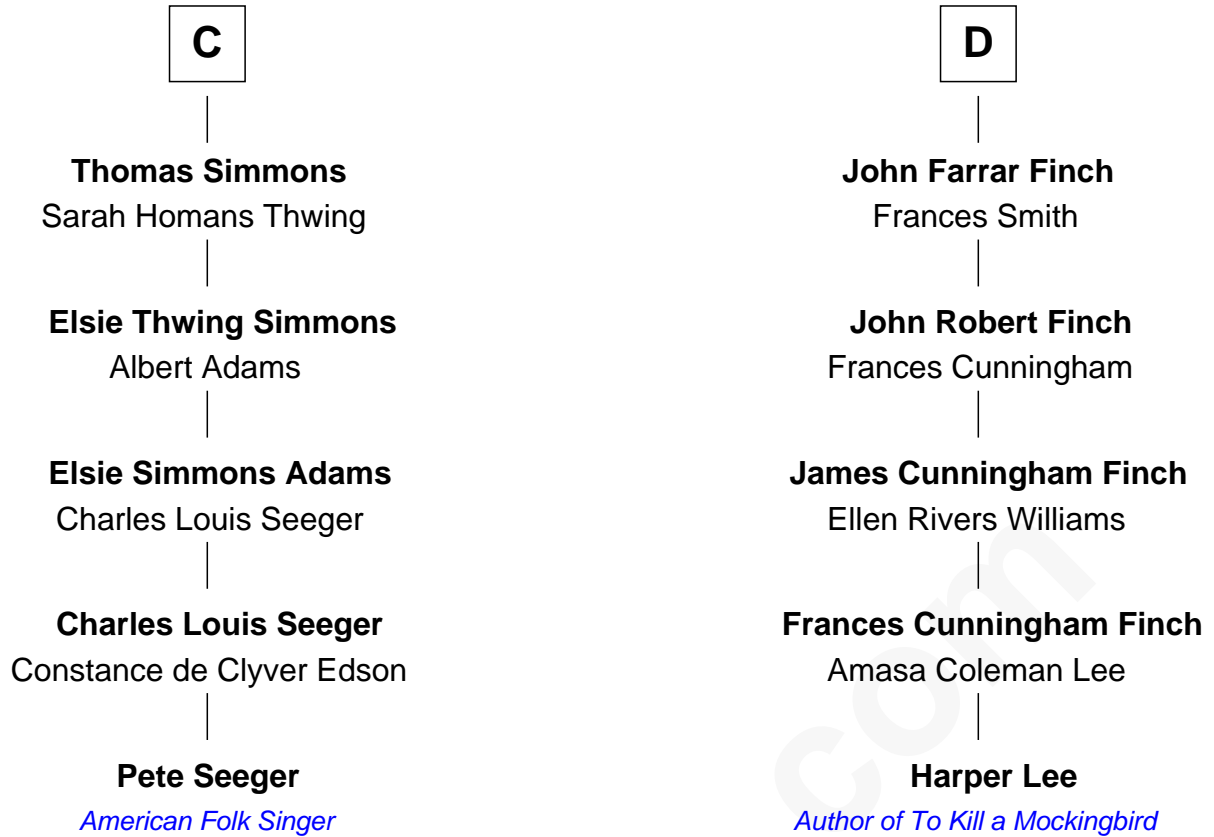 C
Thomas Simmons
Sarah Homans Thwing
Elsie Thwing Simmons
Albert Adams
Elsie Simmons Adams
Charles Louis Seeger
Charles Louis Seeger
Constance de Clyver Edson
Pete Seeger
American Folk Singer
D
John Farrar Finch
Frances Smith
John Robert Finch
Frances Cunningham
James Cunningham Finch
Ellen Rivers Williams
Frances Cunningham Finch
Amasa Coleman Lee
Harper Lee
Author of To Kill a Mockingbird
com